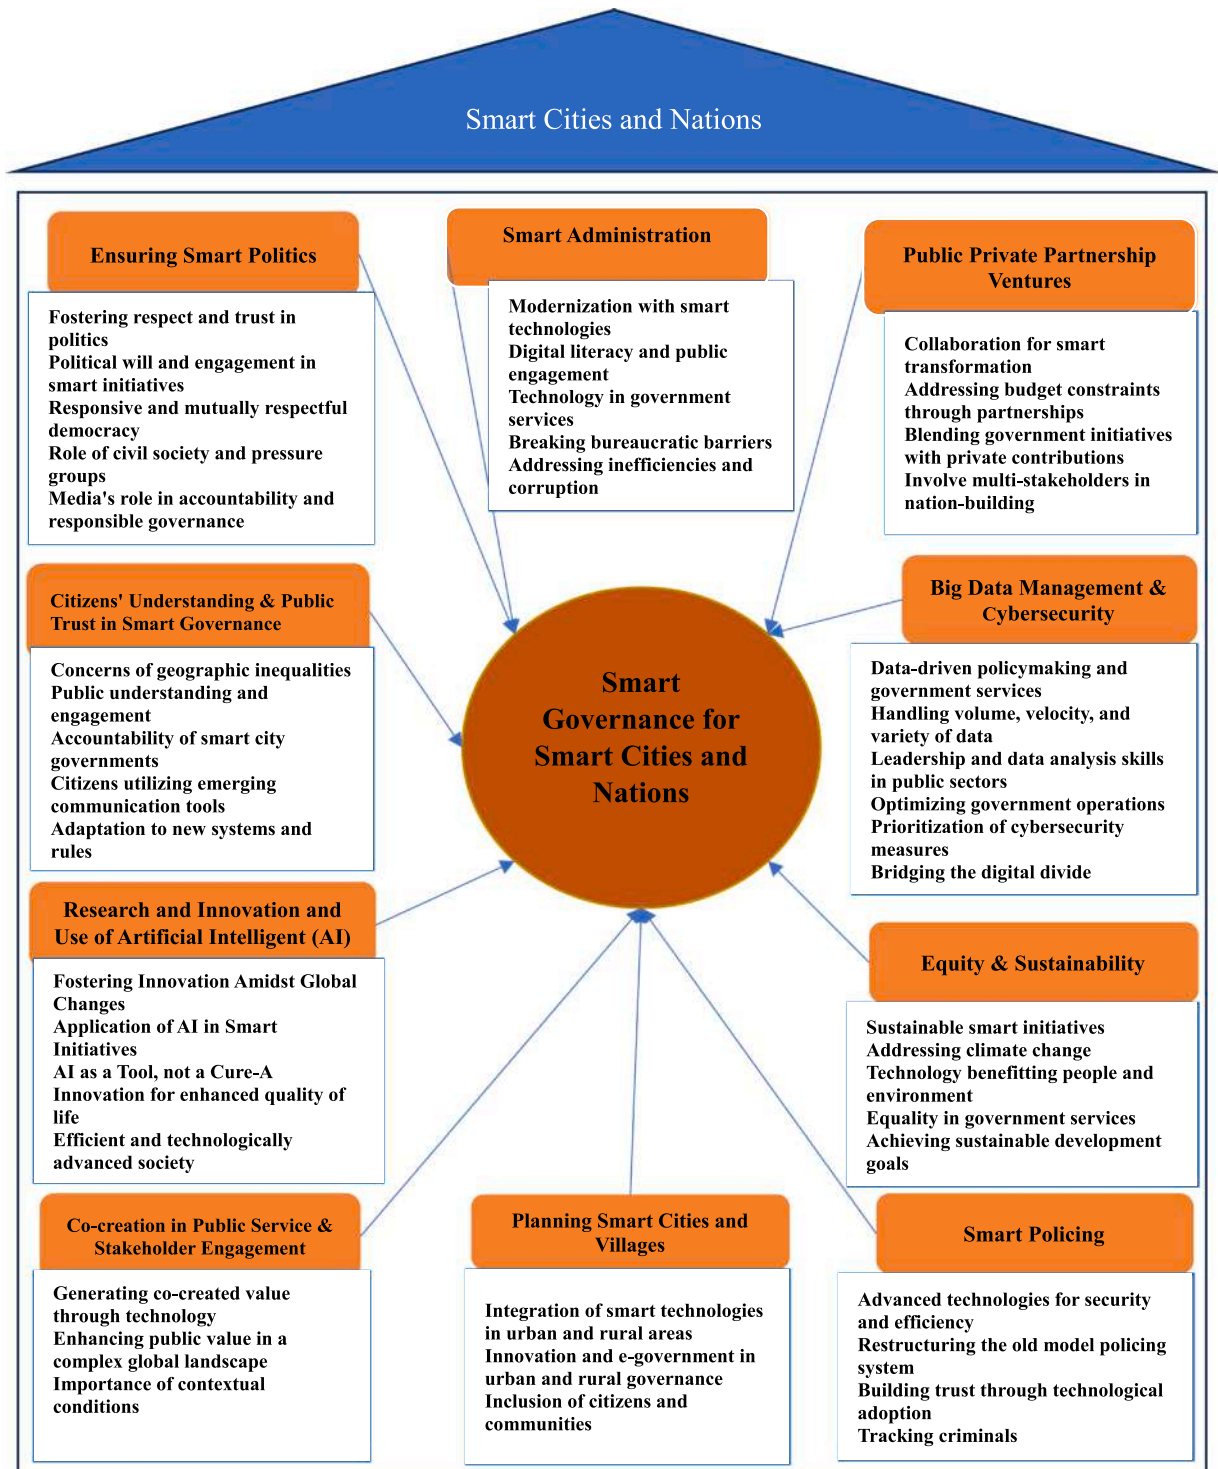 Smart Cities and Nations
Ensuring Smart Politics
Fostering respect and trust in
politics
Political will and engagement in
smart initiatives
Responsive and mutually respectful
democracy
Role of civil society and pressure
groups
Media's role in accountability and
responsible governance
Smart Administration
Modernization with smart
technologies
Digital literacy and public
engagement
Technology in government
services
Breaking bureaucratic barriers
Addressing inefficiencies and
corruption
Public Private Partnership
Ventures
Collaboration for smart
transformation
Addressing budget constraints
through partnerships
Blending government initiatives
with private contributions
Involve multi-stakeholders in
nation-building
Citizens' Understanding & Public
Trust in Smart Governance
Concerns of geographic inequalities
Public understanding and
engagement
Accountability of smart city
governments
Citizens utilizing emerging
communication tools
Adaptation to new systems and
rules
Smart
Governance for
Smart Cities and
Nations
Big Data Management &
Cybersecurity
Data-driven policymaking and
government services
Handling volume, velocity, and
variety of data
Leadership and data analysis skills
in public sectors
Optimizing government operations
Prioritization of cybersecurity
measures
Bridging the digital divide
Research and Innovation and
Use of Artificial Intelligent (AI)
Fostering Innovation Amidst Global
Changes
Application of AI in Smart
Initiatives
AI as a Tool, not a Cure-A
Innovation for enhanced quality of
life
Efficient and technologically
advanced society
Equity & Sustainability
Sustainable smart initiatives
Addressing climate change
Technology benefitting people and
environment
Equality in government services
Achieving sustainable development
goals
Co-creation in Public Service &
Stakeholder Engagement
Generating co-created value
through technology
Enhancing public value in a
complex global landscape
Importance of contextual
conditions
Planning Smart Cities and
Villages
Integration of smart technologies
in urban and rural areas
Innovation and e-government in
urban and rural governance
Inclusion of citizens and
communities
Smart Policing
Advanced technologies for security
and efficiency
Restructuring the old model policing
system
Building trust through technological
adoption
Tracking criminals